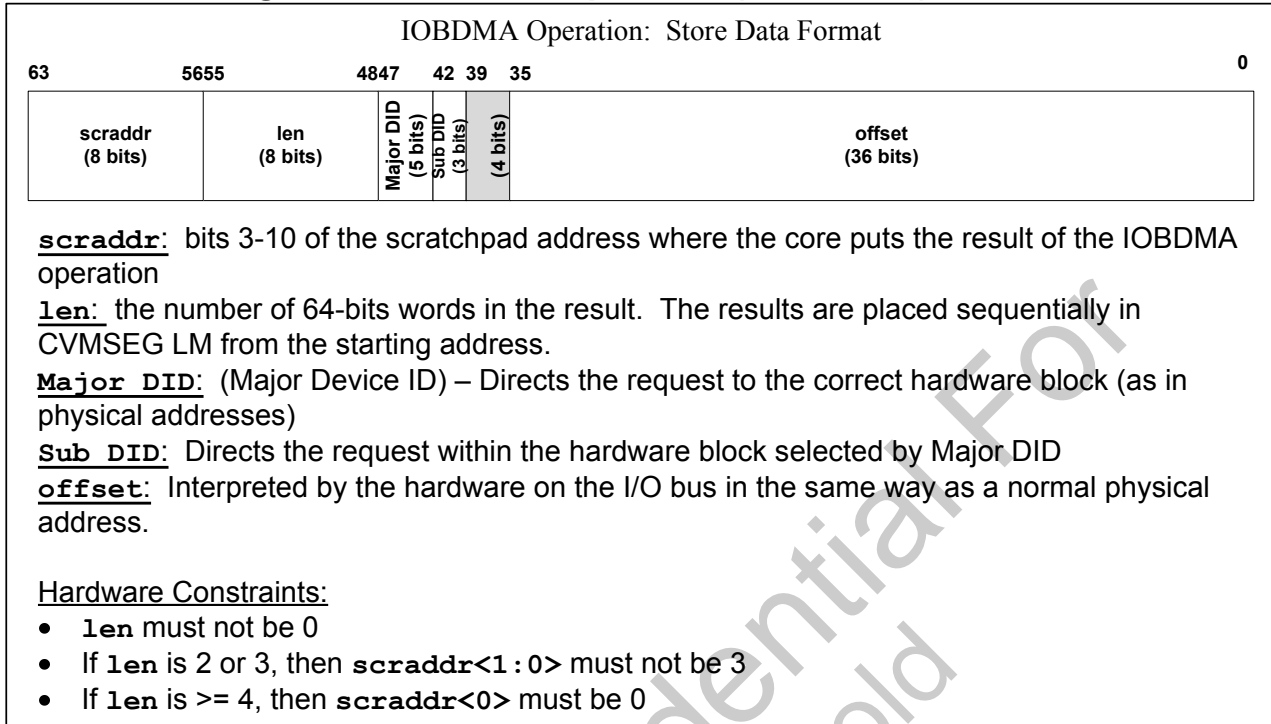 IOBDMA Operation: Store Data Format
63 5655 4847 42 39 35 0
scraddr
(8 bits)
len
(8 bits)
Major DID
(5 bits)
Sub DID
(3 bits)
(4 bits)
offset
(36 bits)
scraddr: bits 3-10 of the scratchpad address where the core puts the result of the IOBDMA
operation
len: the number of 64-bits words in the result. The results are placed sequentially in
CVMSEG LM from the starting address.
Major DID: (Major Device ID) – Directs the request to the correct hardware block (as in
physical addresses)
Sub DID: Directs the request within the hardware block selected by Major DID
offset: Interpreted by the hardware on the I/O bus in the same way as a normal physical
address.
Hardware Constraints:
• len must not be 0
• If len is 2 or 3, then scraddr<1:0> must not be 3
• If len is >= 4, then scraddr<0> must be 0
For